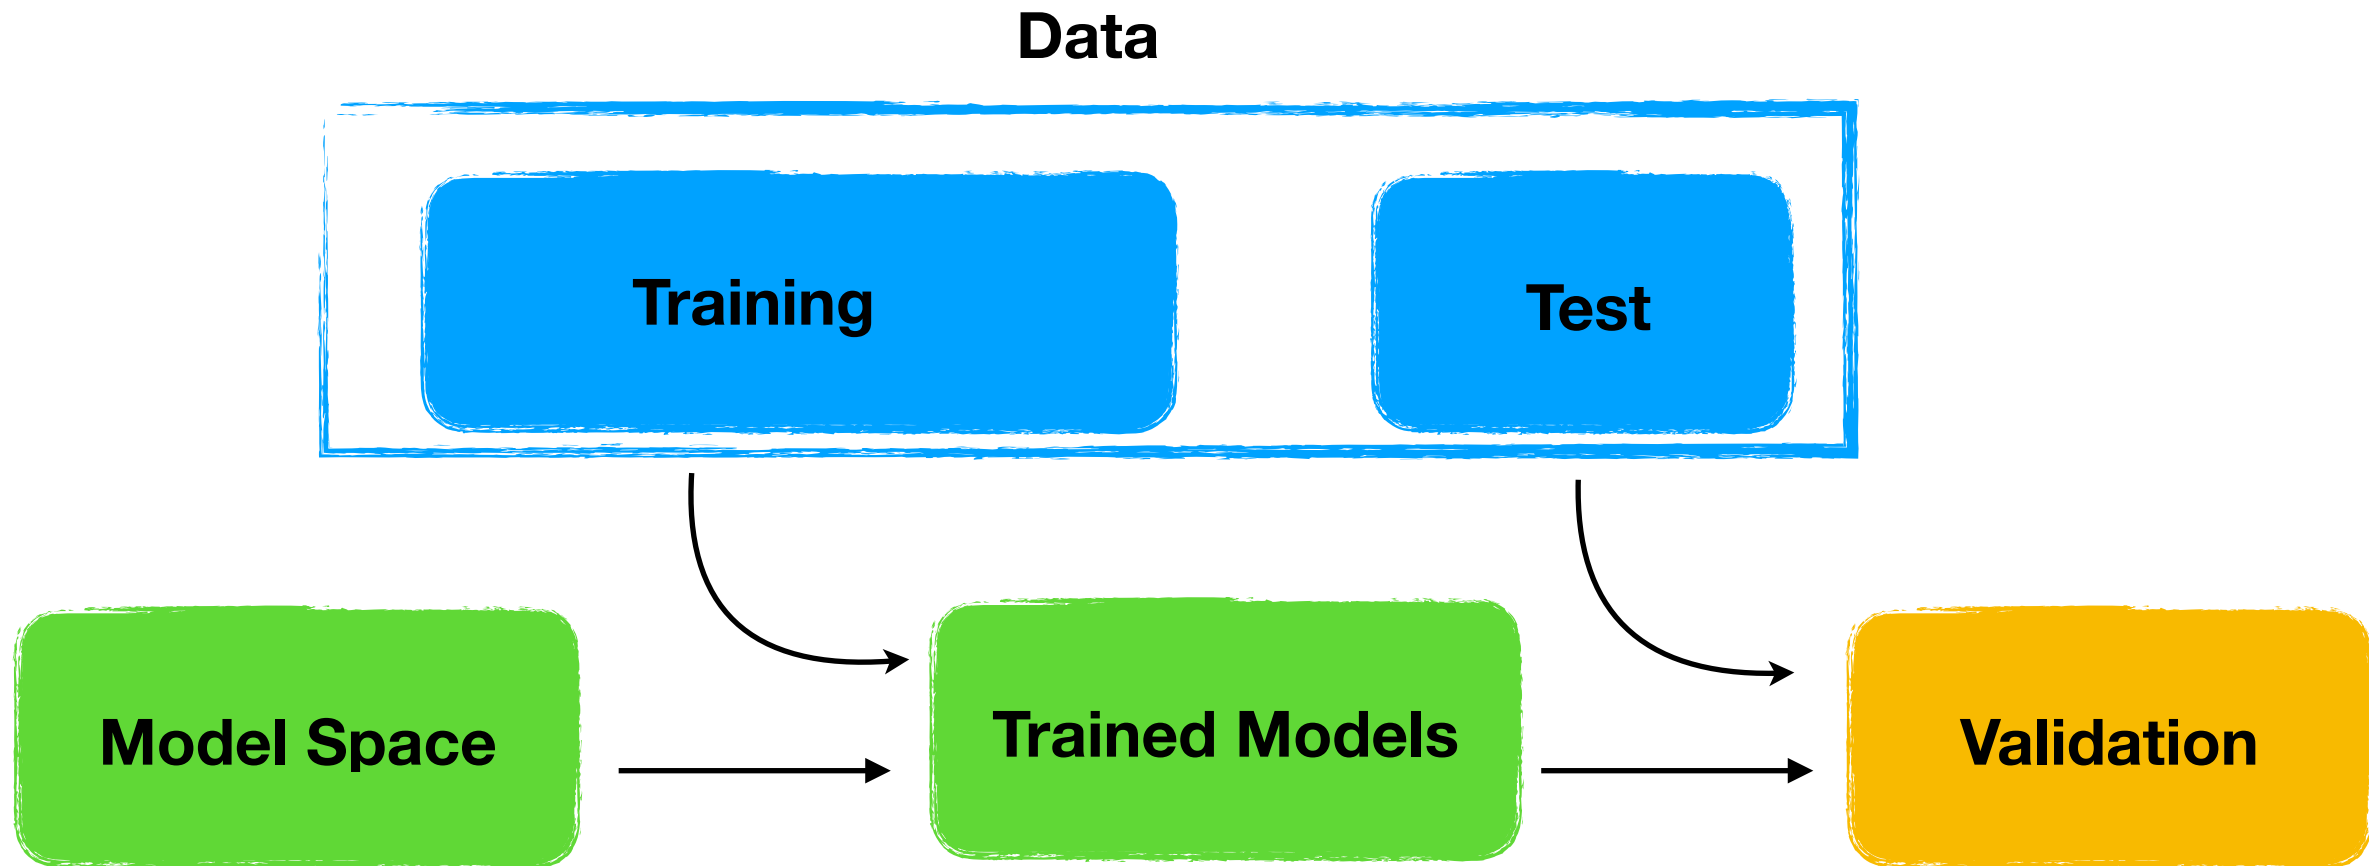 Data
Training
Test
Model Space
Trained Models
Validation